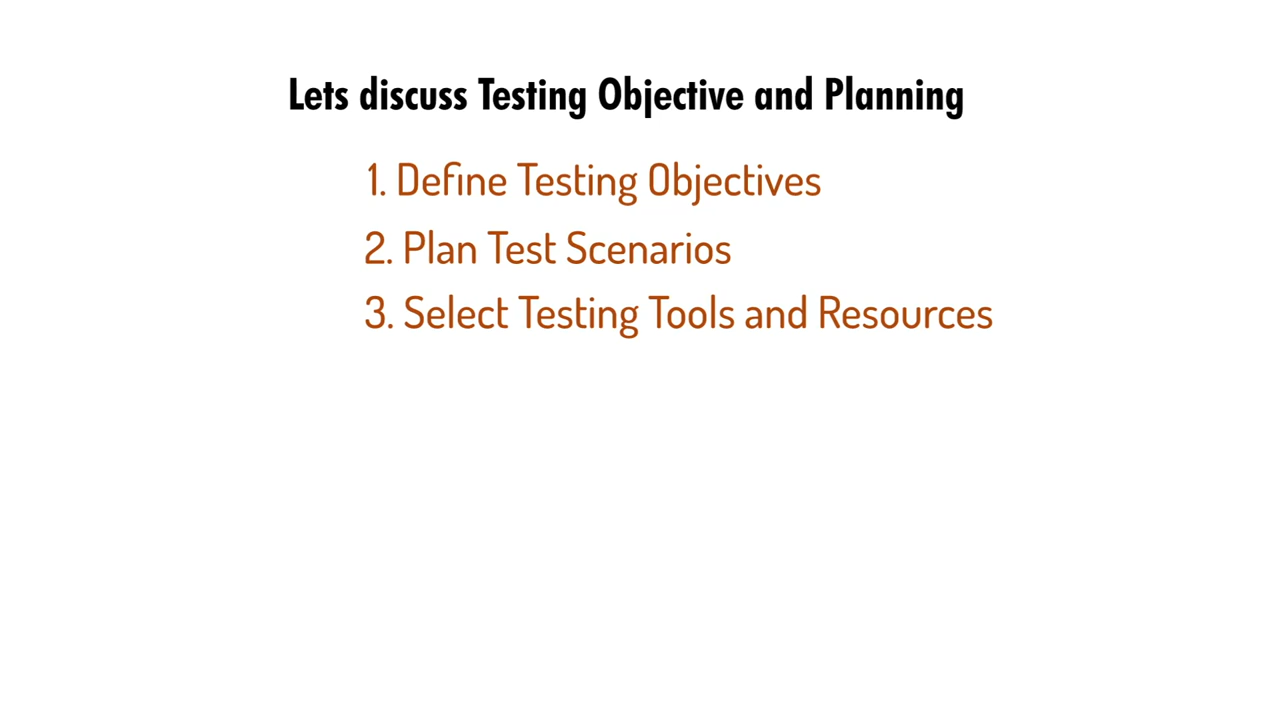 Lets discuss Testing Objective and Planning
1. Define Testing Objectives
2. Plan Test Scenarios
3. Select Testing Tools and Resources